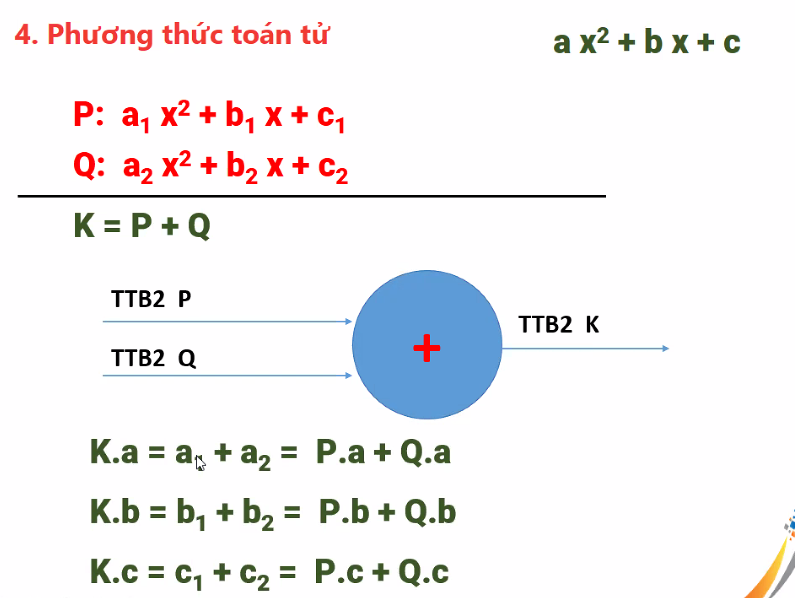 4. Phương thức toán tử
a x² + b x + c
P: a₁ x² + b₁ x + c₁
Q: a₂ x² + b₂ x + c₂
K = P + Q
TTB2 P
TTB2 Q
+
TTB2 K
K.a = a₁ + a₂ = P.a + Q.a
K.b = b₁ + b₂ = P.b + Q.b
K.c = c₁ + c₂ = P.c + Q.c